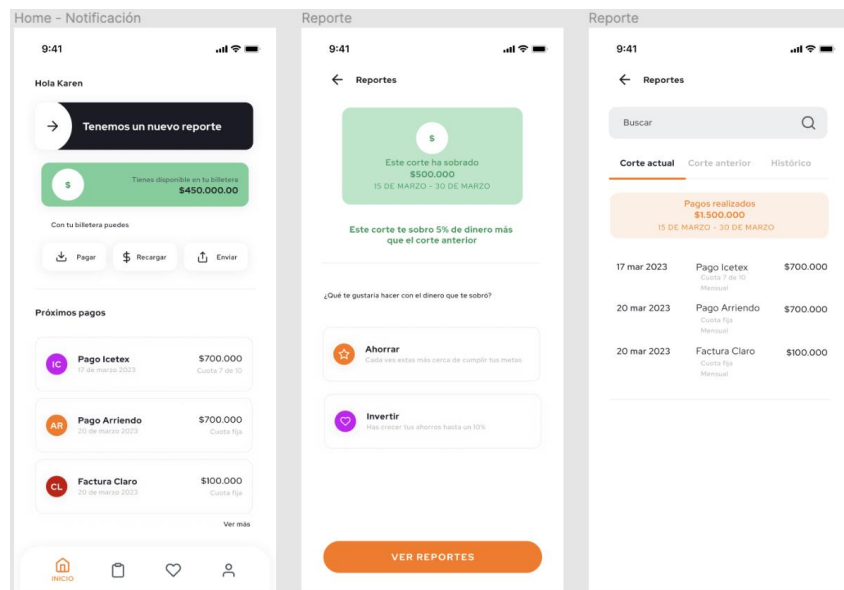 Home - Notificación
9:41
Hola Karen
Tenemos un nuevo reporte
$
Tienes disponible en tu billetera
$450.000.00
Con tu billetera puedes
Pagar
$ Recargar
Enviar
Próximos pagos
IC
Pago Icetex
$700.000
17 de marzo 2023
Cuota 7 de 10
AR
Pago Arriendo
$700.000
20 de marzo 2023
Cuota fija
CL
Factura Claro
$100.000
20 de marzo 2023
Cuota fija
Ver más
INICIO
Reporte
9:41
Reportes
$
Este corte ha sobrado
$500.000
15 DE MARZO - 30 DE MARZO
Este corte te sobro 5% de dinero más
que el corte anterior
¿Qué te gustaria hacer con el dinero que te sobró?
Ahorrar
Cada ves estas más cerca de cumplir tus metas
Invertir
Has crecer tus ahorros hasta un 10%
VER REPORTES
Reporte
9:41
Reportes
Buscar
Corte actual Corte anterior Histórico
Pagos realizados
$1.500.000
15 DE MARZO - 30 DE MARZO
17 mar 2023 Pago Icetex $700.000
Cuota 7 de 10
Mensual
20 mar 2023 Pago Arriendo $700.000
Cuota fija
Mensual
20 mar 2023 Factura Claro $100.000
Cuota fija
Mensual